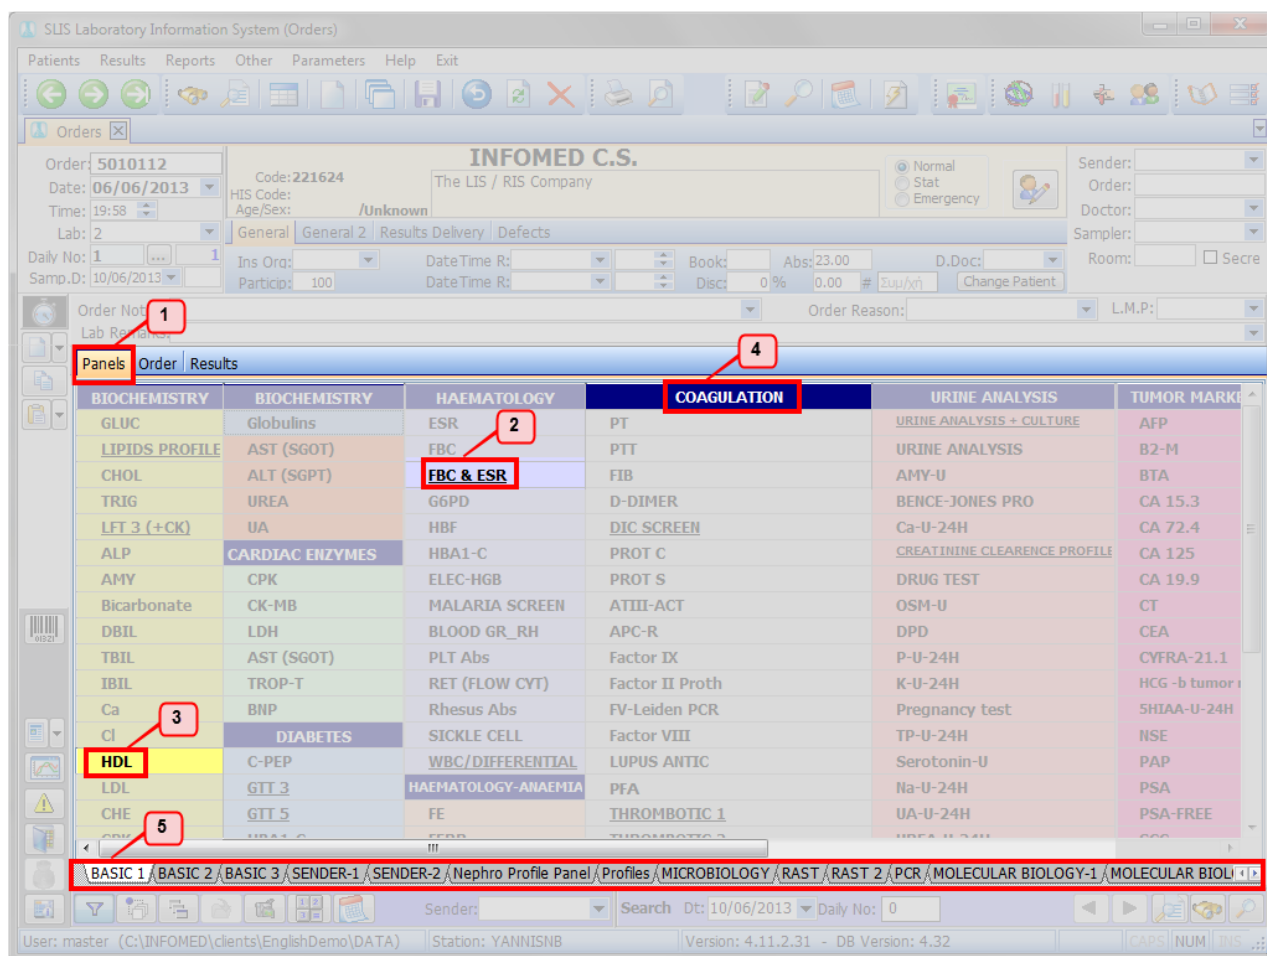 SLIS Laboratory Information System (Orders)
Patients Results Reports Other Parameters Help Exit
Orders
INFOMED C.S.
Order: 5010112
Code: 221624
The LIS / RIS Company
Normal
Sender:
Date: 06/06/2013
HIS Code:
Stat
Order:
Time: 19:58
Age/Sex: /Unknown
Emergency
Doctor:
Lab: 2
General General 2 Results Delivery Defects
Sampler:
Daily No: 1 ... 1
Ins Org:
DateTime R:
Book:
Abs: 23.00
D.Doc:
Room:
Secre
Samp.D: 10/06/2013
Particip: 100
DateTime R:
Disc: 0 % 0.00 # Συμ/χή
Change Patient
Order Not
1
Order Reason:
L.M.P:
Lab Remarks:
4
Panels Order Results
BIOCHEMISTRY BIOCHEMISTRY HAEMATOLOGY COAGULATION URINE ANALYSIS TUMOR MARKE
GLUC Globulins ESR 2 PT URINE ANALYSIS + CULTURE AFP
LIPIDS PROFILE AST (SGOT) FBC PTT URINE ANALYSIS B2-M
CHOL ALT (SGPT) FBC & ESR FIB AMY-U BTA
TRIG UREA G6PD D-DIMER BENCE-JONES PRO CA 15.3
LFT 3 (+CK) UA HBF DIC SCREEN Ca-U-24H CA 72.4
ALP CARDIAC ENZYMES HBA1-C PROT C CREATININE CLEARENCE PROFILE CA 125
AMY CPK ELEC-HGB PROT S DRUG TEST CA 19.9
Bicarbonate CK-MB MALARIA SCREEN ATIII-ACT OSM-U CT
DBIL LDH BLOOD GR_RH APC-R DPD CEA
01321
TBIL AST (SGOT) PLT Abs Factor IX P-U-24H CYFRA-21.1
IBIL TROP-T RET (FLOW CYT) Factor II Proth K-U-24H HCG -b tumor
Ca 3 BNP Rhesus Abs FV-Leiden PCR Pregnancy test 5HIAA-U-24H
Cl DIABETES SICKLE CELL Factor VIII TP-U-24H NSE
HDL C-PEP WBC/DIFFERENTIAL LUPUS ANTIC Serotonin-U PAP
LDL GTT 3 HAEMATOLOGY-ANAEMIA PFA Na-U-24H PSA
CHE 5 GTT 5 FE THROMBOTIC 1 UA-U-24H PSA-FREE
BASIC 1 BASIC 2 BASIC 3 SENDER-1 SENDER-2 Nephro Profile Panel Profiles MICROBIOLOGY RAST RAST 2 PCR MOLECULAR BIOLOGY-1 MOLECULAR BIOL
Sender:
Search Dt: 10/06/2013 Daily No: 0
User: master (C:\INFOMED\clients\EnglishDemo\DATA) Station: YANNISNB Version: 4.11.2.31 - DB Version: 4.32 CAPS NUM INS